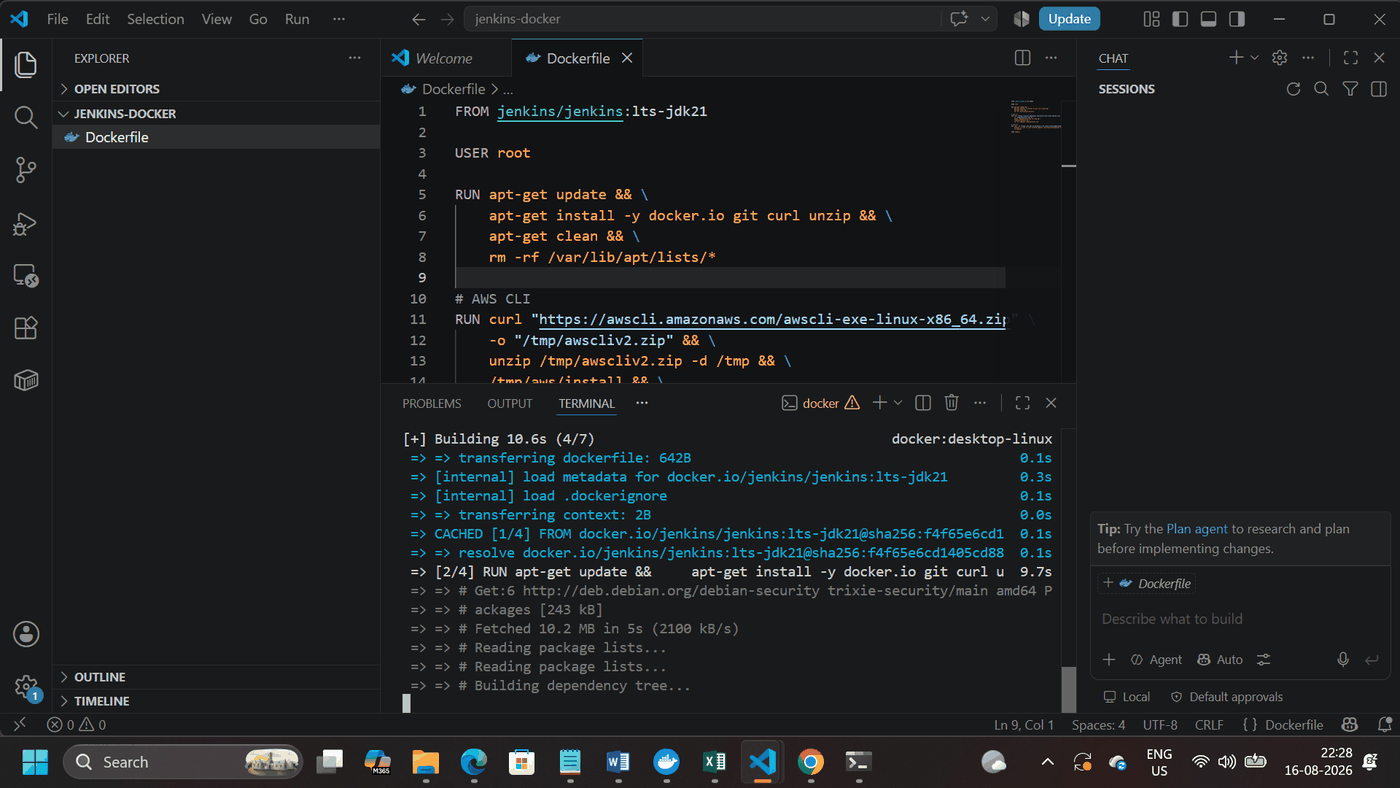 File Edit Selection View Go Run ...
jenkins-docker
Update
EXPLORER
OPEN EDITORS
JENKINS-DOCKER
Dockerfile
OUTLINE
TIMELINE
Welcome
Dockerfile
Dockerfile > ...
1 FROM jenkins/jenkins:lts-jdk21
2
3 USER root
4
5 RUN apt-get update && \
6 apt-get install -y docker.io git curl unzip && \
7 apt-get clean && \
8 rm -rf /var/lib/apt/lists/*
9
10 # AWS CLI
11 RUN curl "https://awscli.amazonaws.com/awscli-exe-linux-x86_64.zip" \
12 -o "/tmp/awscliv2.zip" && \
13 unzip /tmp/awscliv2.zip -d /tmp && \
14 /tmp/aws/install && \
PROBLEMS OUTPUT TERMINAL ...
docker
[+] Building 10.6s (4/7) docker:desktop-linux
=> => transferring dockerfile: 642B 0.1s
=> [internal] load metadata for docker.io/jenkins/jenkins:lts-jdk21 0.3s
=> [internal] load .dockerignore 0.1s
=> => transferring context: 2B 0.0s
=> CACHED [1/4] FROM docker.io/jenkins/jenkins:lts-jdk21@sha256:f4f65e6cd1 0.1s
=> => resolve docker.io/jenkins/jenkins:lts-jdk21@sha256:f4f65e6cd1405cd88 0.1s
=> [2/4] RUN apt-get update && apt-get install -y docker.io git curl u 9.7s
=> => # Get:6 http://deb.debian.org/debian-security trixie-security/main amd64 P
=> => # ackages [243 kB]
=> => # Fetched 10.2 MB in 5s (2100 kB/s)
=> => # Reading package lists...
=> => # Reading package lists...
=> => # Building dependency tree...
CHAT
SESSIONS
Tip: Try the Plan agent to research and plan
before implementing changes.
Dockerfile
Describe what to build
Agent Auto
Local Default approvals
1
0 0
Ln 9, Col 1 Spaces: 4 UTF-8 CRLF { } Dockerfile
Search
M365
ENG
US
22:28
16-08-2026